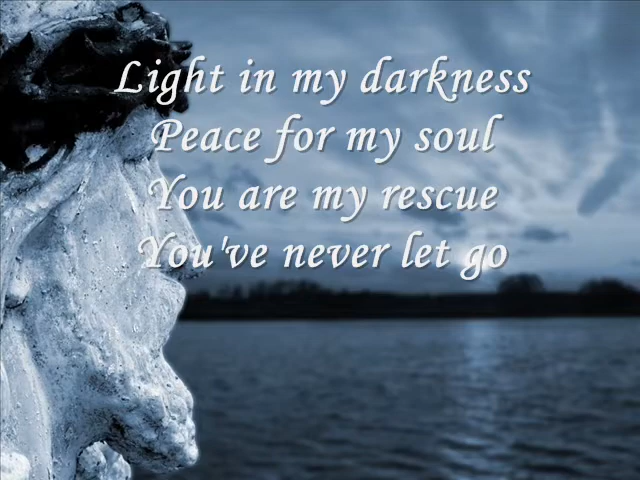 Light in my darkness
Peace for my soul
You are my rescue
You've never let go